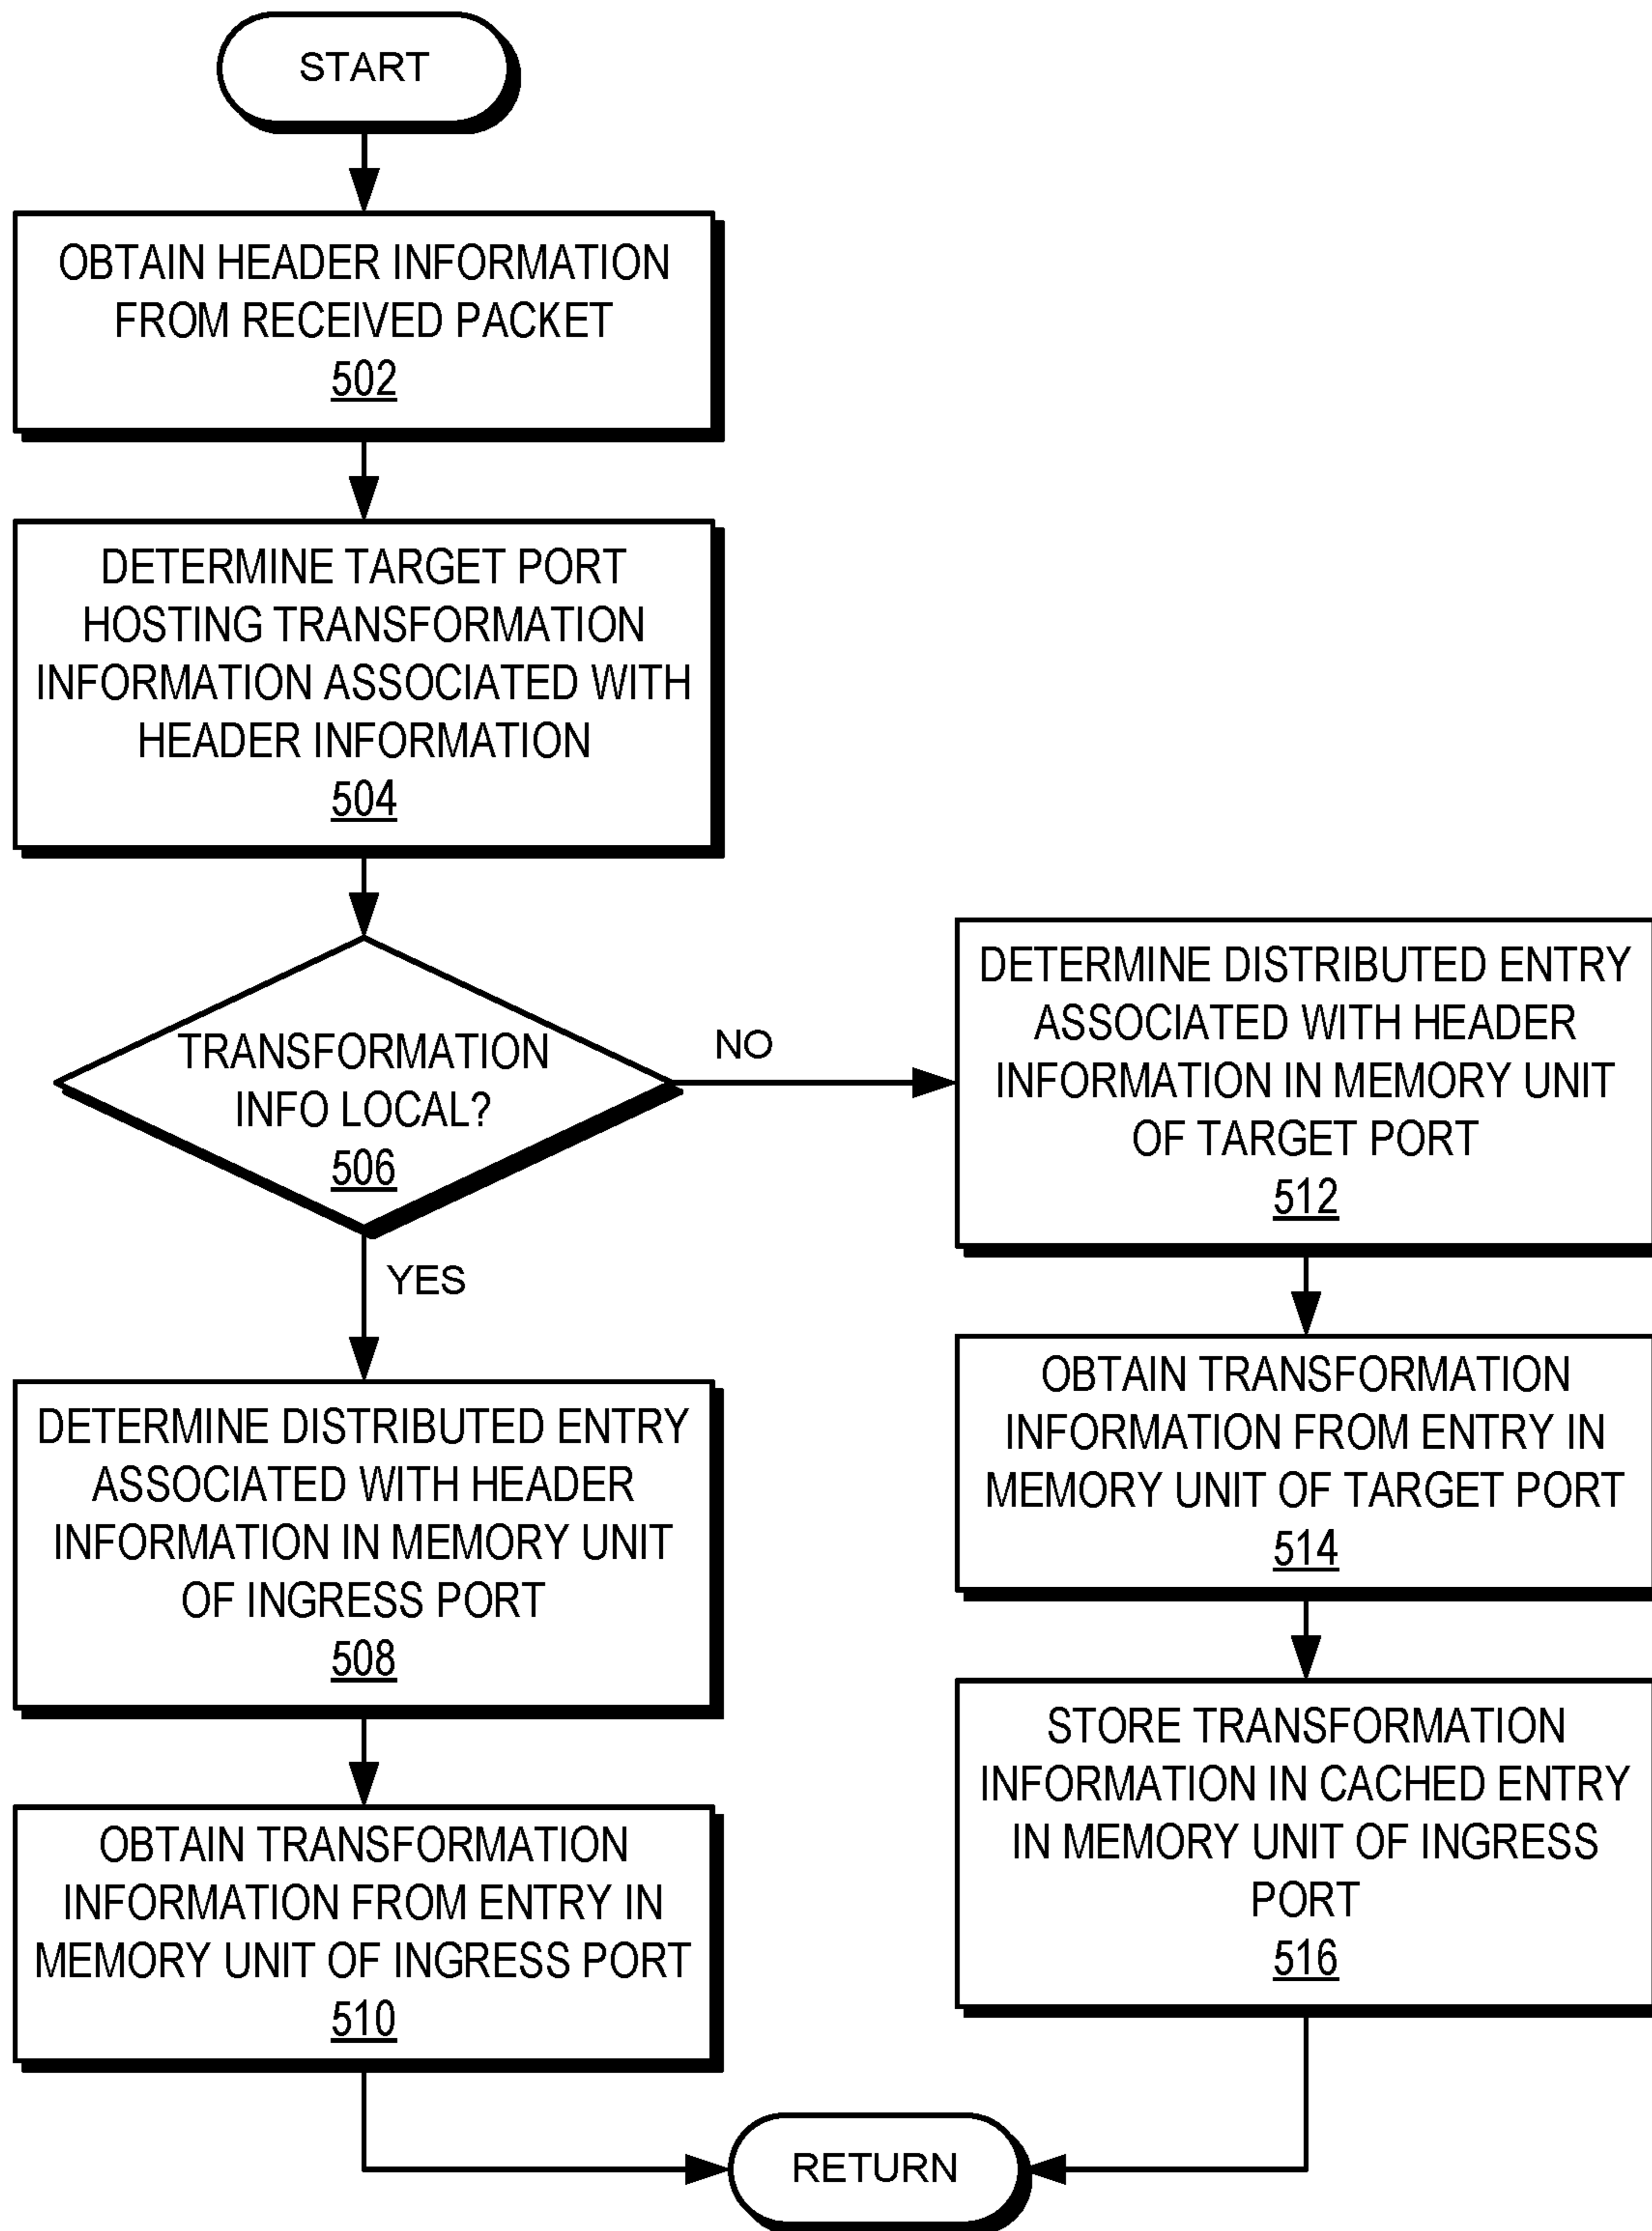 START
OBTAIN HEADER INFORMATION
FROM RECEIVED PACKET
502
DETERMINE TARGET PORT
HOSTING TRANSFORMATION
INFORMATION ASSOCIATED WITH
HEADER INFORMATION
504
TRANSFORMATION
INFO LOCAL?
506
NO
YES
DETERMINE DISTRIBUTED ENTRY
ASSOCIATED WITH HEADER
INFORMATION IN MEMORY UNIT
OF INGRESS PORT
508
OBTAIN TRANSFORMATION
INFORMATION FROM ENTRY IN
MEMORY UNIT OF INGRESS PORT
510
DETERMINE DISTRIBUTED ENTRY
ASSOCIATED WITH HEADER
INFORMATION IN MEMORY UNIT
OF TARGET PORT
512
OBTAIN TRANSFORMATION
INFORMATION FROM ENTRY IN
MEMORY UNIT OF TARGET PORT
514
STORE TRANSFORMATION
INFORMATION IN CACHED ENTRY
IN MEMORY UNIT OF INGRESS
PORT
516
RETURN